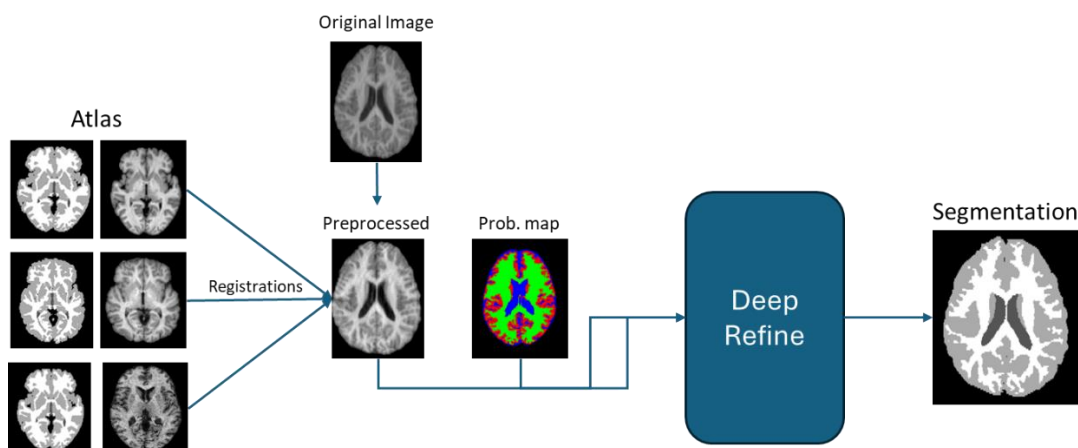 Original Image
Atlas
Preprocessed
Prob. map
Segmentation
Registrations
Deep
Refine